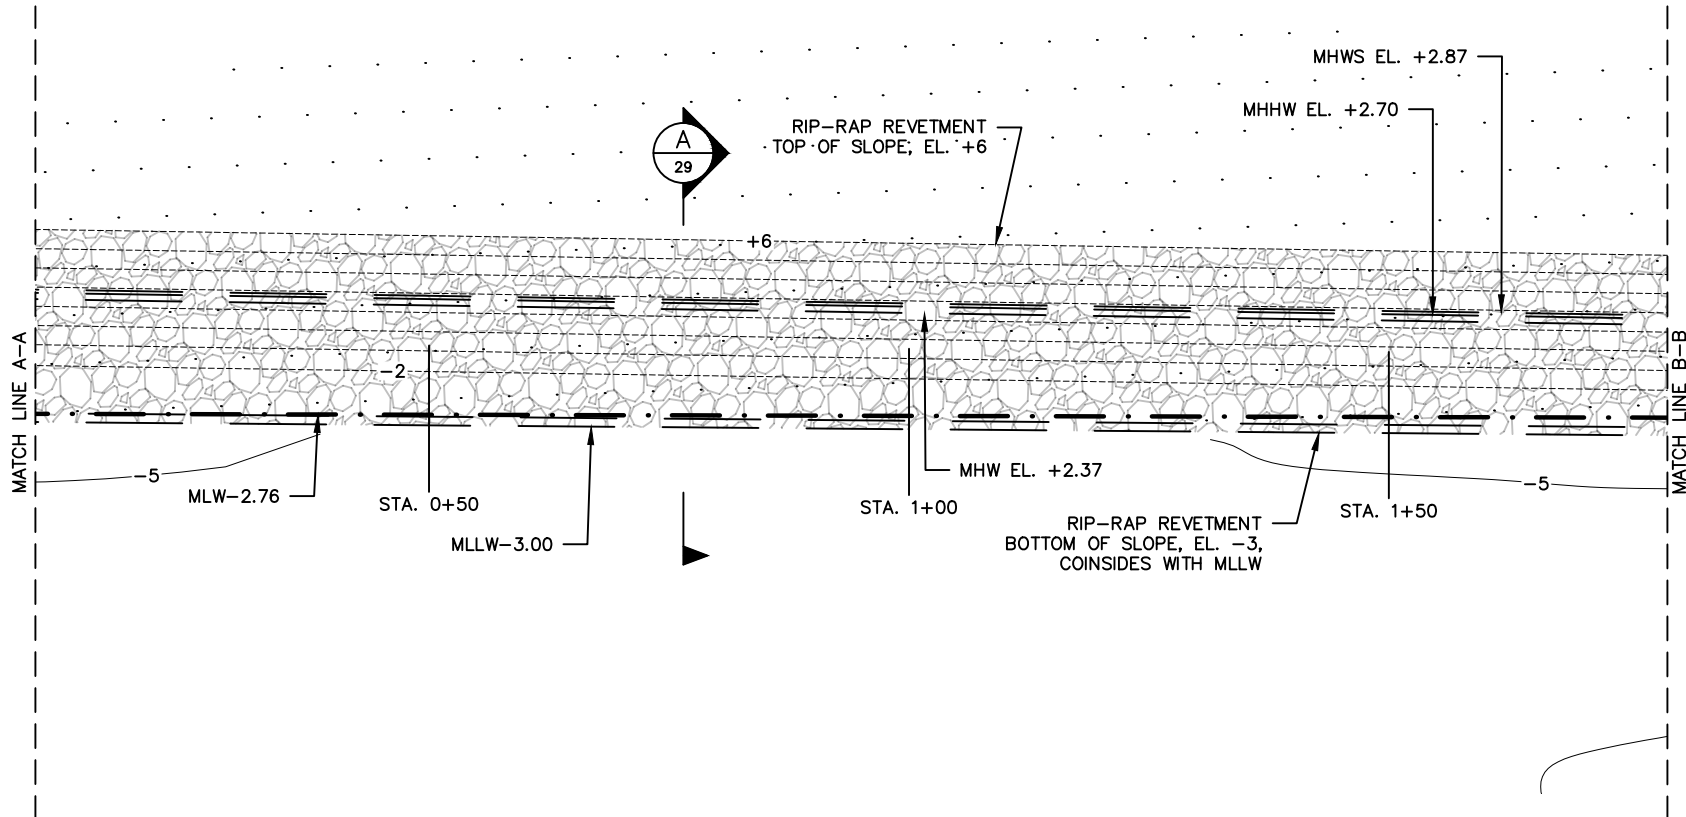 MHWS EL. +2.87
MHHW EL. +2.70
RIP-RAP REVETMENT
TOP OF SLOPE, EL. +6
A
29
+6
-2
MATCH LINE A-A
MATCH LINE B-B
-5
MLW-2.76
STA. 0+50
MLLW-3.00
MHW EL. +2.37
STA. 1+00
RIP-RAP REVETMENT
BOTTOM OF SLOPE, EL. -3,
COINSIDES WITH MLLW
STA. 1+50
-5